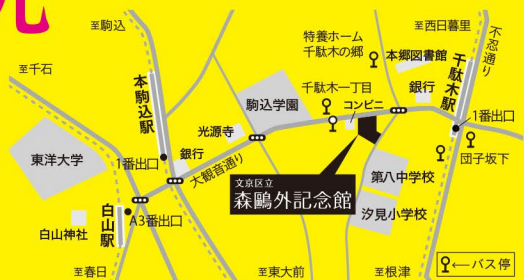 至駒込
至西日暮里
不忍通り
特養ホーム
千駄木の郷
本郷図書館
至千石
本駒込駅
千駄木一丁目
銀行
千駄木駅
駒込学園
コンビニ
1番出口
光源寺
東洋大学
1番出口
銀行
大観音通り
団子坂下
文京区立
森鷗外記念館
第八中学校
汐見小学校
白山駅
A3番出口
白山神社
至春日
至東大前
至根津
←バス停